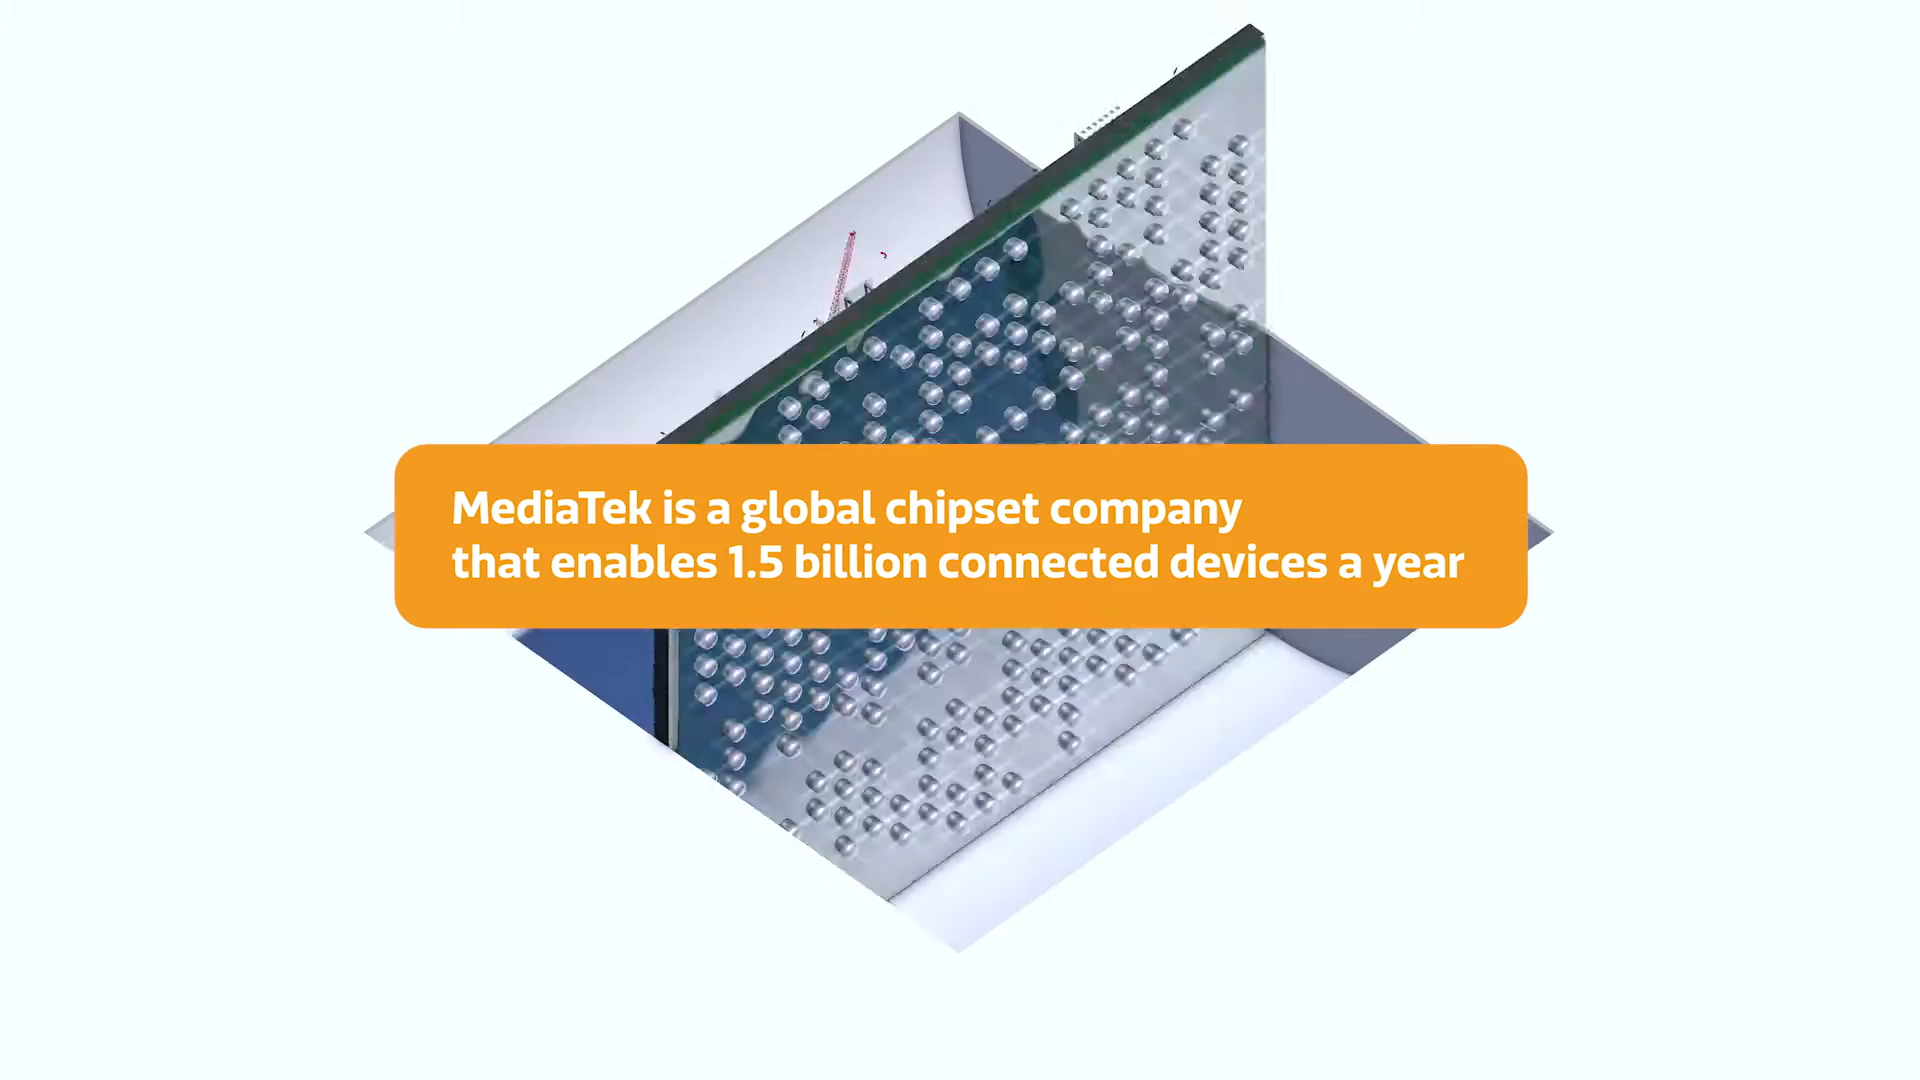 MediaTek is a global chipset company
that enables 1.5 billion connected devices a year